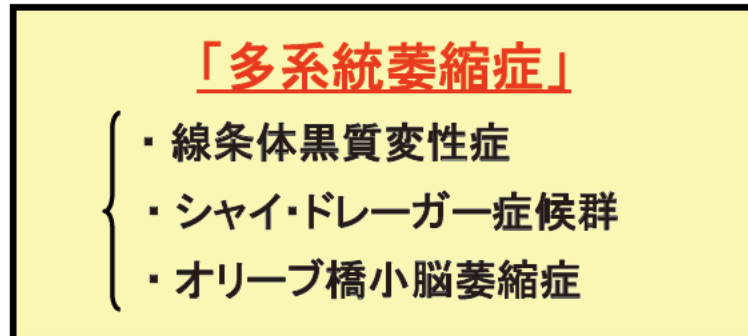 「多系統萎縮症」
・線条体黒質変性症
・シャイ・ドレーガー症候群
・オリーブ橋小脳萎縮症